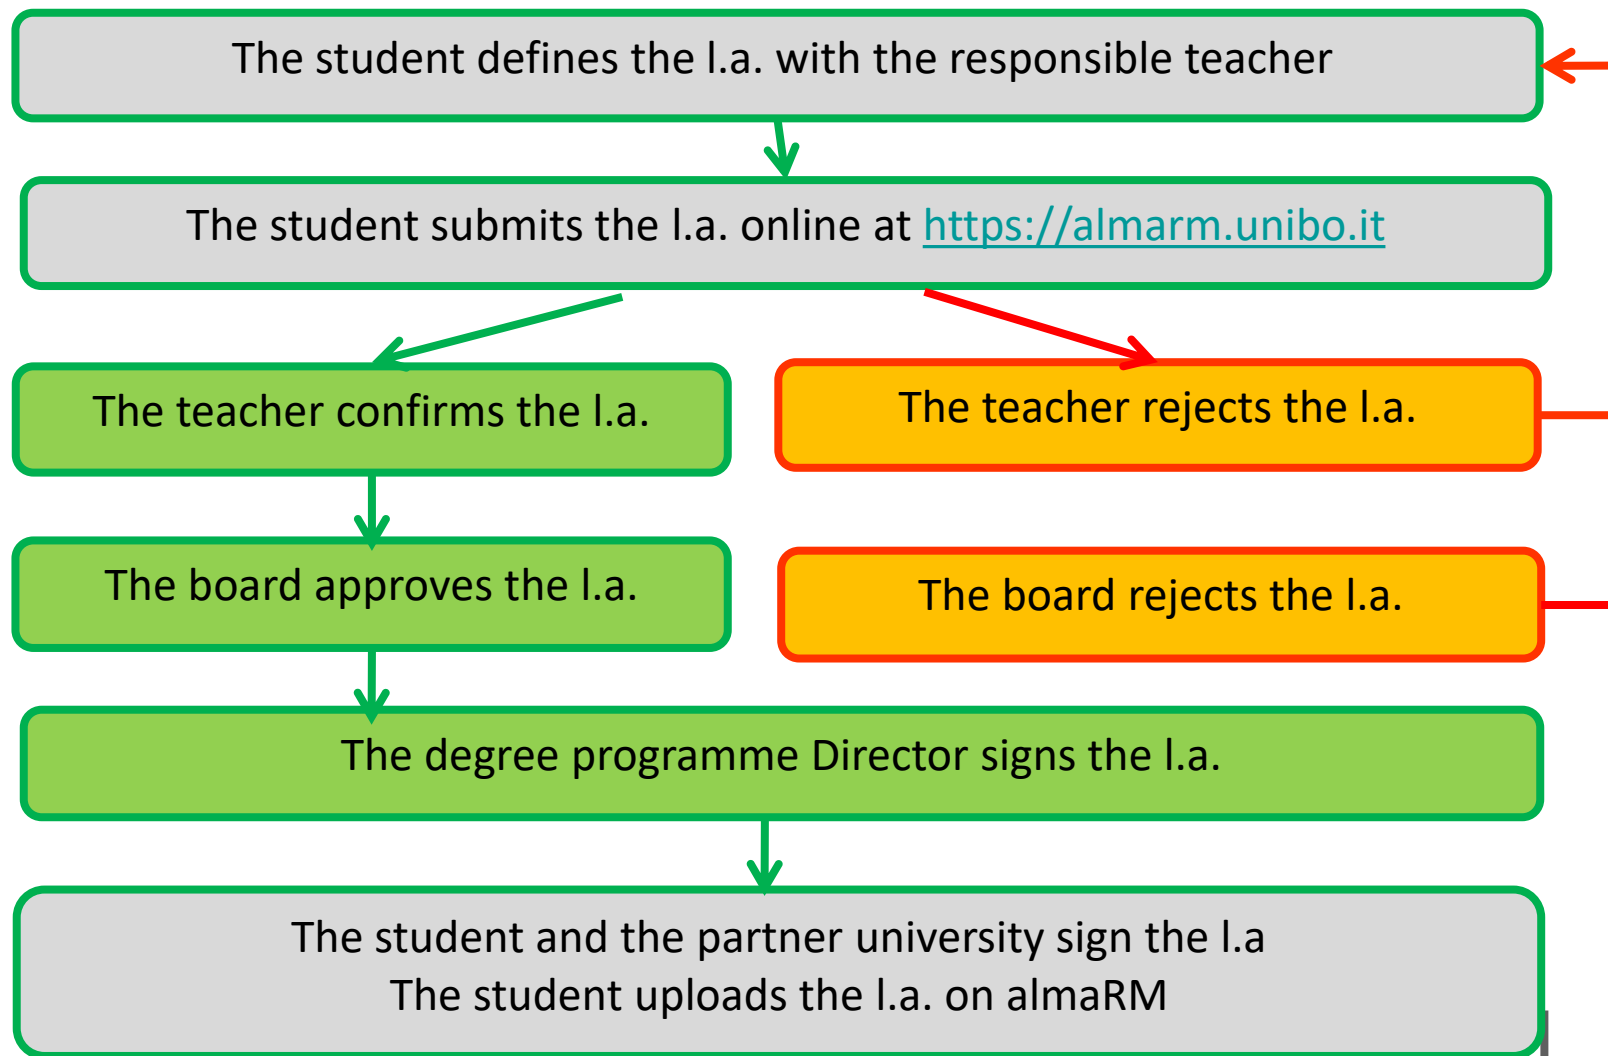 The student defines the l.a. with the responsible teacher
The student submits the l.a. online at https://almarm.unibo.it
The teacher confirms the l.a.
The teacher rejects the l.a.
The board approves the l.a.
The board rejects the l.a.
The degree programme Director signs the l.a.
The student and the partner university sign the l.a
The student uploads the l.a. on almaRM